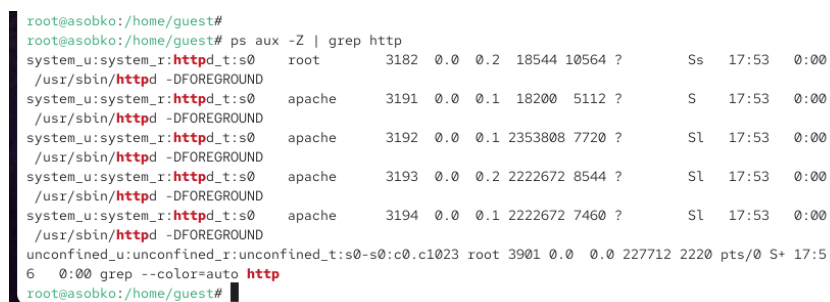 root@asobko:/home/guest#
root@asobko:/home/guest# ps aux -Z | grep http
system_u:system_r:httpd_t:s0    root        3182  0.0  0.2  18544 10564 ?        Ss   17:53   0:00
 /usr/sbin/httpd -DFOREGROUND
system_u:system_r:httpd_t:s0    apache      3191  0.0  0.1  18200  5112 ?        S    17:53   0:00
 /usr/sbin/httpd -DFOREGROUND
system_u:system_r:httpd_t:s0    apache      3192  0.0  0.1 2353808 7720 ?        Sl   17:53   0:00
 /usr/sbin/httpd -DFOREGROUND
system_u:system_r:httpd_t:s0    apache      3193  0.0  0.2 2222672 8544 ?        Sl   17:53   0:00
 /usr/sbin/httpd -DFOREGROUND
system_u:system_r:httpd_t:s0    apache      3194  0.0  0.1 2222672 7460 ?        Sl   17:53   0:00
 /usr/sbin/httpd -DFOREGROUND
unconfined_u:unconfined_r:unconfined_t:s0-s0:c0.c1023 root 3901 0.0  0.0 227712 2220 pts/0 S+ 17:5
6   0:00 grep --color=auto http
root@asobko:/home/guest#